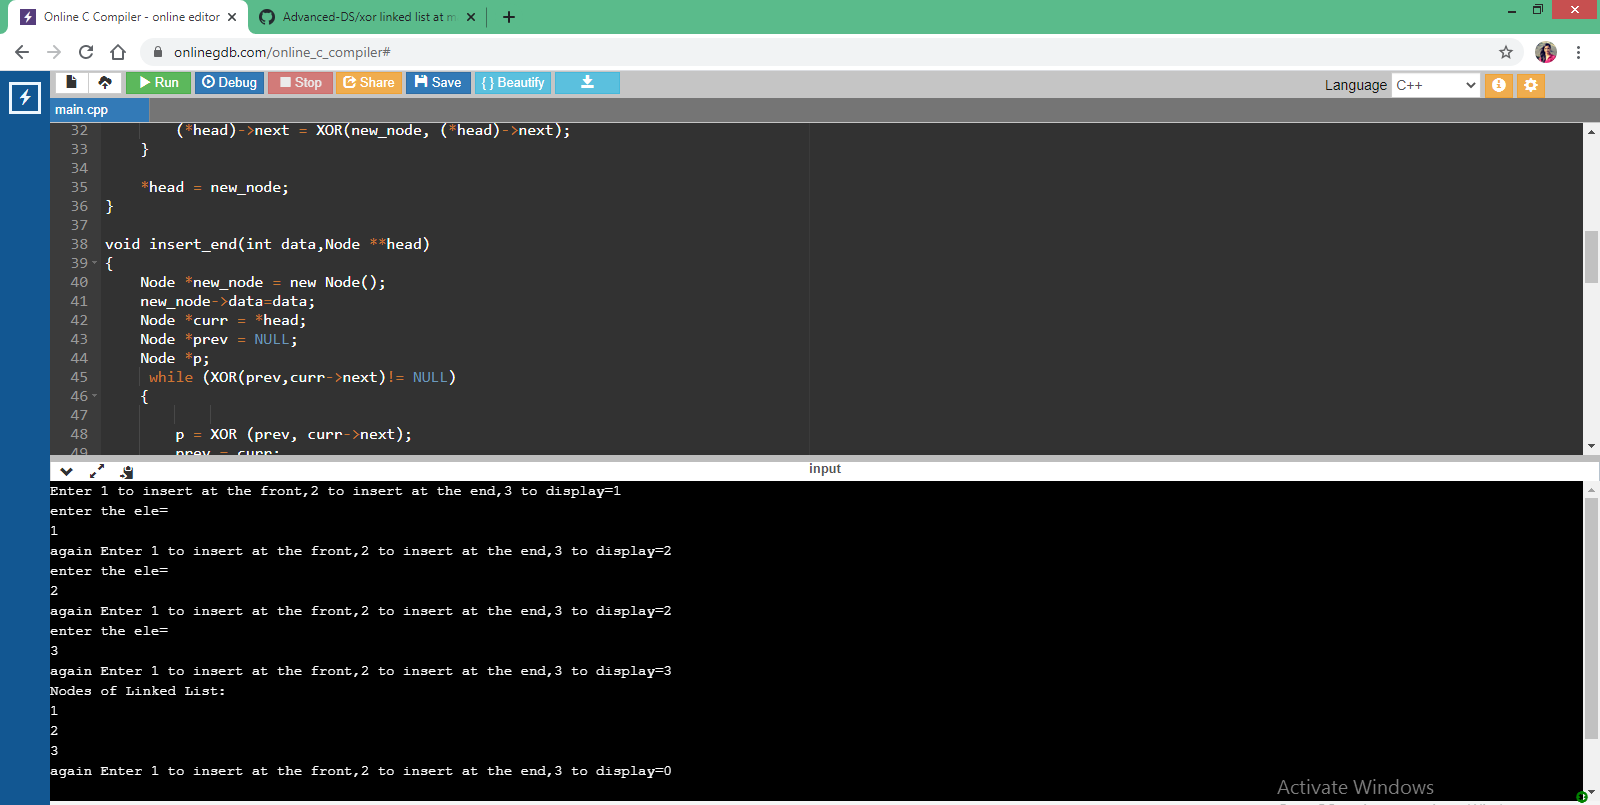 Online C Compiler - online editor
Advanced-DS/xor linked list at m
onlinegdb.com/online_c_compiler#
Run Debug Stop Share Save {} Beautify
Language C++
main.cpp
32 (*head)->next = XOR(new_node, (*head)->next);
33 }
34
35 *head = new_node;
36 }
37
38 void insert_end(int data,Node **head)
39 {
40 Node *new_node = new Node();
41 new_node->data=data;
42 Node *curr = *head;
43 Node *prev = NULL;
44 Node *p;
45 while (XOR(prev,curr->next)!= NULL)
46 {
47
48 p = XOR (prev, curr->next);
49 prev = curr;
input
Enter 1 to insert at the front,2 to insert at the end,3 to display=1
enter the ele=
1
again Enter 1 to insert at the front,2 to insert at the end,3 to display=2
enter the ele=
2
again Enter 1 to insert at the front,2 to insert at the end,3 to display=2
enter the ele=
3
again Enter 1 to insert at the front,2 to insert at the end,3 to display=3
Nodes of Linked List:
1
2
3
again Enter 1 to insert at the front,2 to insert at the end,3 to display=0
Activate Windows